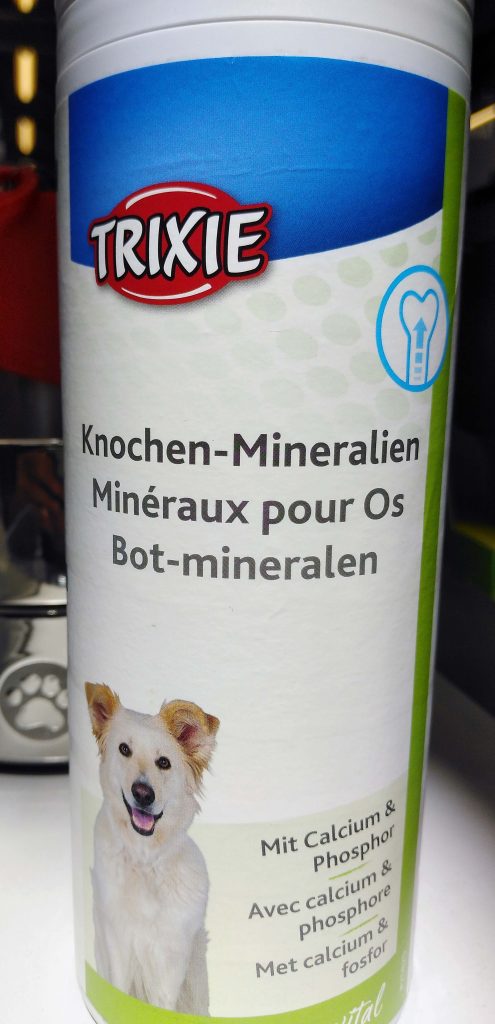 TRIXIE
Knochen-Mineralien
Minéraux pour Os
Bot-mineralen
Mit Calcium &
Phosphor
Avec calcium &
phosphore
Met calcium &
fosfor